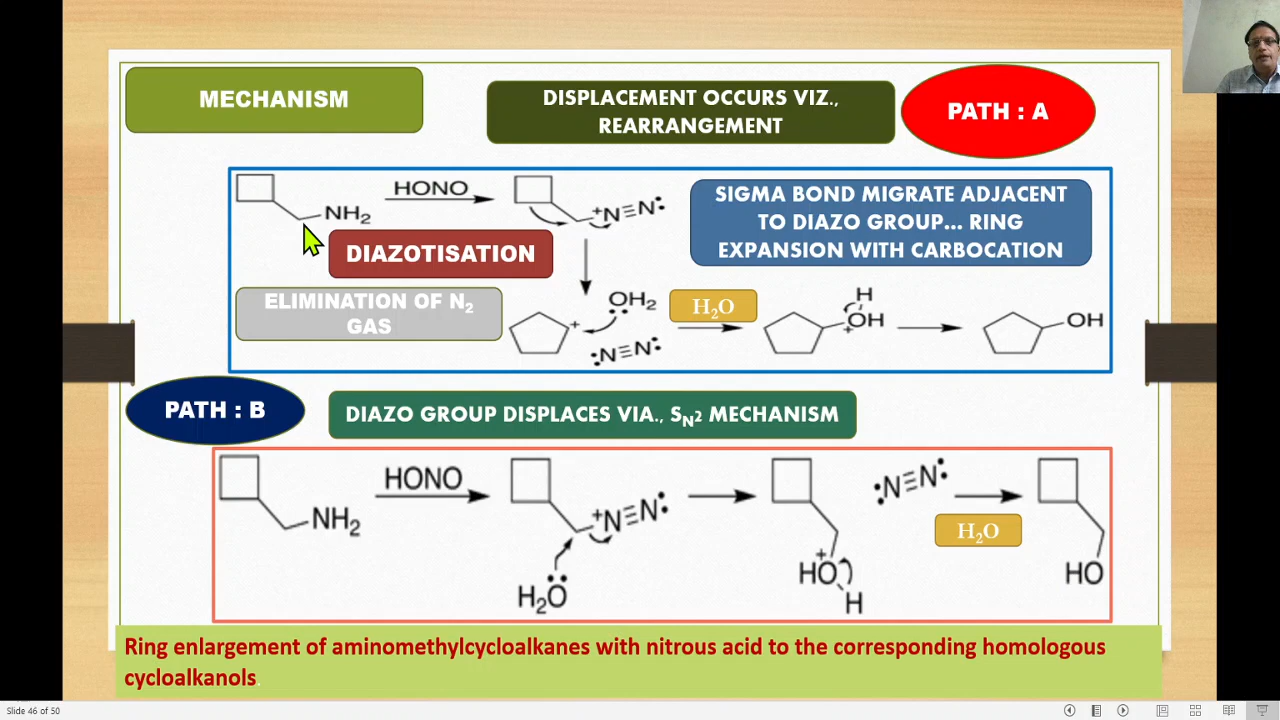 MECHANISM
DISPLACEMENT OCCURS VIZ.,
REARRANGEMENT
PATH : A
HONO
NH₂
⁺N≡N:
SIGMA BOND MIGRATE ADJACENT
TO DIAZO GROUP... RING
EXPANSION WITH CARBOCATION
DIAZOTISATION
ELIMINATION OF N₂
GAS
+
OH₂
:N≡N:
H₂O
H
OH
+
OH
PATH : B
DIAZO GROUP DISPLACES VIA., S_N² MECHANISM
NH₂
HONO
⁺N≡N:
H₂O
HO
+
H
:N≡N:
H₂O
HO
Ring enlargement of aminomethylcycloalkanes with nitrous acid to the corresponding homologous
cycloalkanols.
Slide 46 of 50